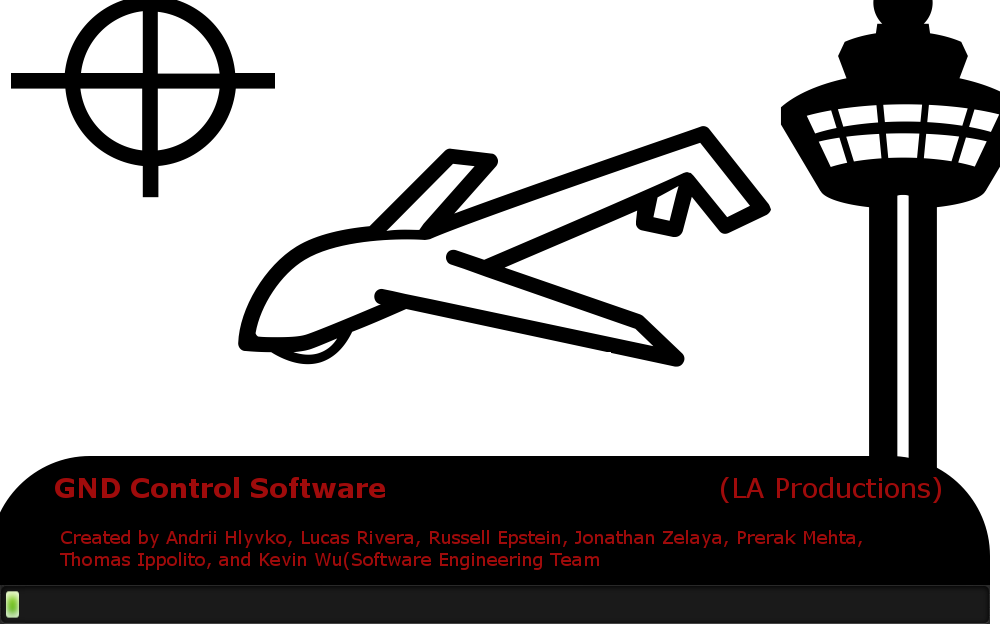 GND Control Software (LA Productions)
Created by Andrii Hlyvko, Lucas Rivera, Russell Epstein, Jonathan Zelaya, Prerak Mehta,
Thomas Ippolito, and Kevin Wu(Software Engineering Team